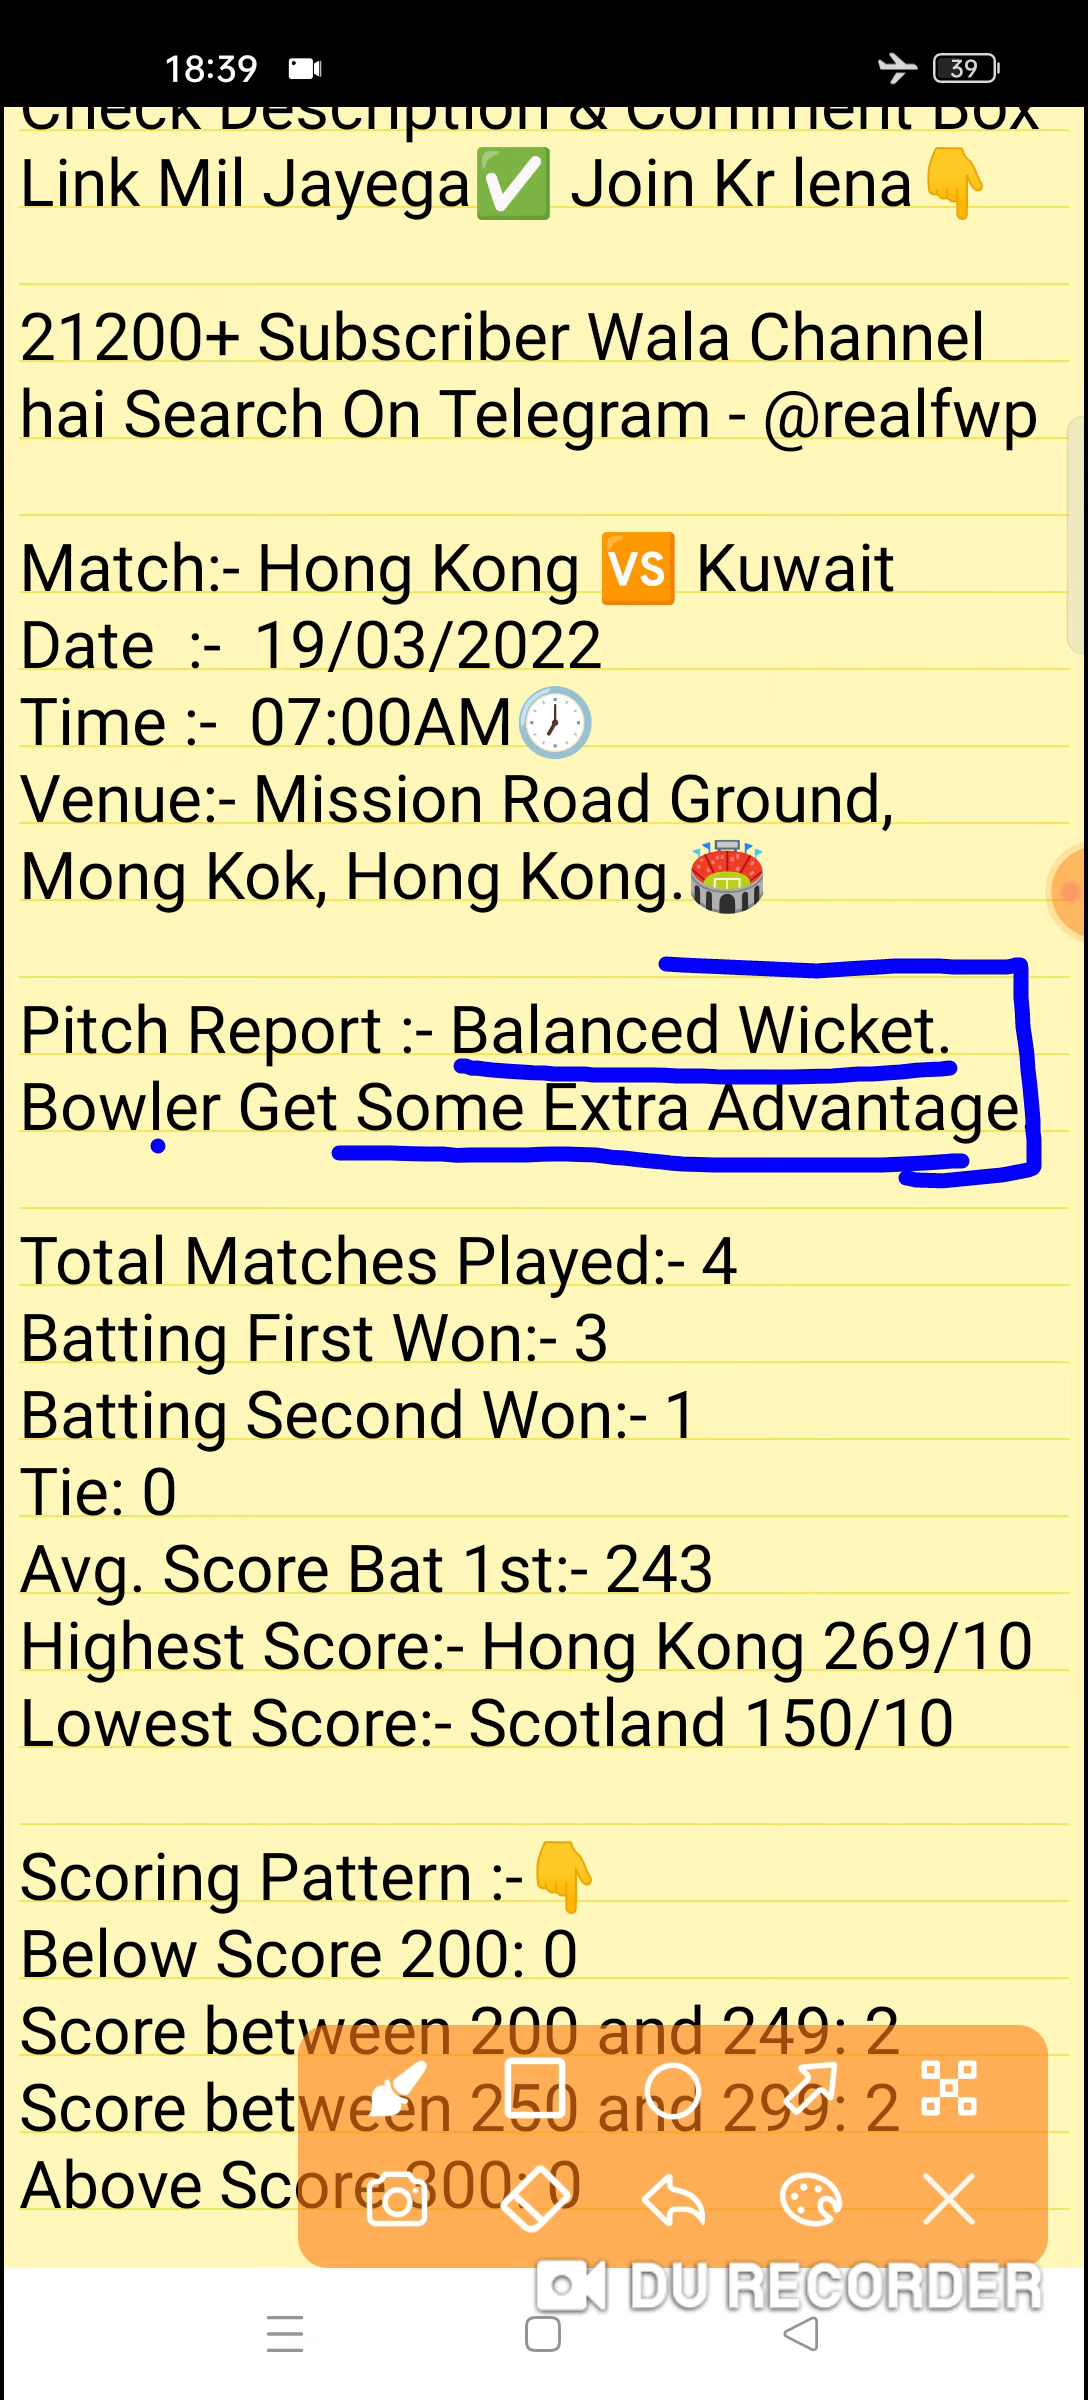 18:39
39
Check Description & Comment Box
Link Mil Jayega✅ Join Kr lena👇
21200+ Subscriber Wala Channel
hai Search On Telegram - @realfwp
Match:- Hong Kong 🆚 Kuwait
Date  :-  19/03/2022
Time :-  07:00AM🕖
Venue:- Mission Road Ground,
Mong Kok, Hong Kong.🏟️
Pitch Report :- Balanced Wicket.
Bowler Get Some Extra Advantage.
Total Matches Played:- 4
Batting First Won:- 3
Batting Second Won:- 1
Tie: 0
Avg. Score Bat 1st:- 243
Highest Score:- Hong Kong 269/10
Lowest Score:- Scotland 150/10
Scoring Pattern :-👇
Below Score 200: 0
Score between 200 and 249: 2
Score between 250 and 299: 2
Above Score 300: 0
DU RECORDER